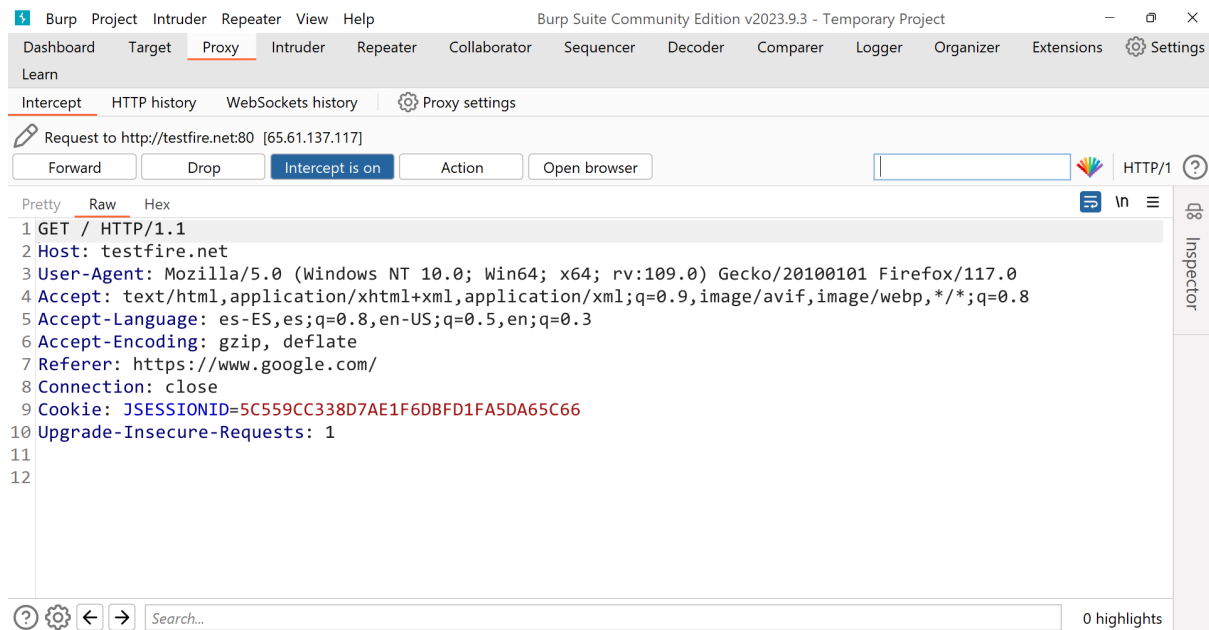 Burp Project Intruder Repeater View Help Burp Suite Community Edition v2023.9.3 - Temporary Project
Dashboard Target Proxy Intruder Repeater Collaborator Sequencer Decoder Comparer Logger Organizer Extensions Settings
Learn
Intercept HTTP history WebSockets history Proxy settings
Request to http://testfire.net:80 [65.61.137.117]
Forward Drop Intercept is on Action Open browser HTTP/1 ?
Pretty Raw Hex \n
1 GET / HTTP/1.1
2 Host: testfire.net
3 User-Agent: Mozilla/5.0 (Windows NT 10.0; Win64; x64; rv:109.0) Gecko/20100101 Firefox/117.0
4 Accept: text/html,application/xhtml+xml,application/xml;q=0.9,image/avif,image/webp,*/*;q=0.8
5 Accept-Language: es-ES,es;q=0.8,en-US;q=0.5,en;q=0.3
6 Accept-Encoding: gzip, deflate
7 Referer: https://www.google.com/
8 Connection: close
9 Cookie: JSESSIONID=5C559CC338D7AE1F6DBFD1FA5DA65C66
10 Upgrade-Insecure-Requests: 1
11
12
Inspector
? Search... 0 highlights